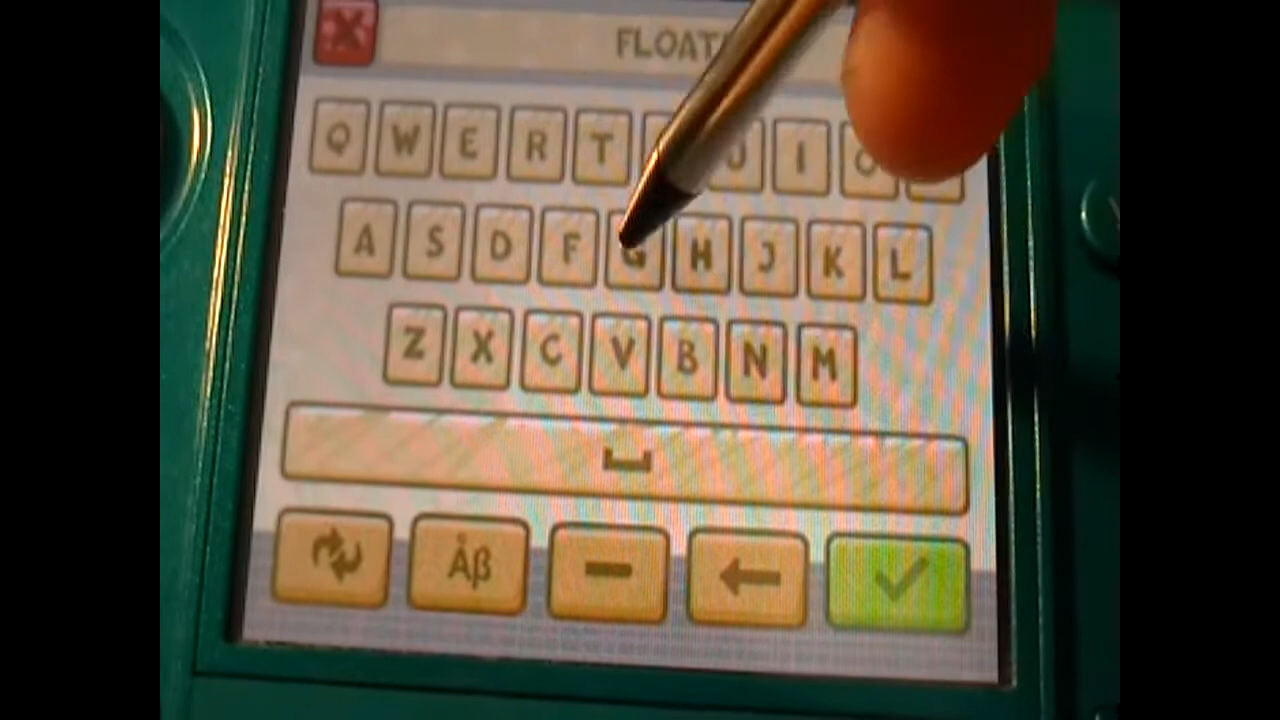 X
FLOAT
Q W E R T U I O
A S D F G H J K L
Z X C V B N M
Åβ